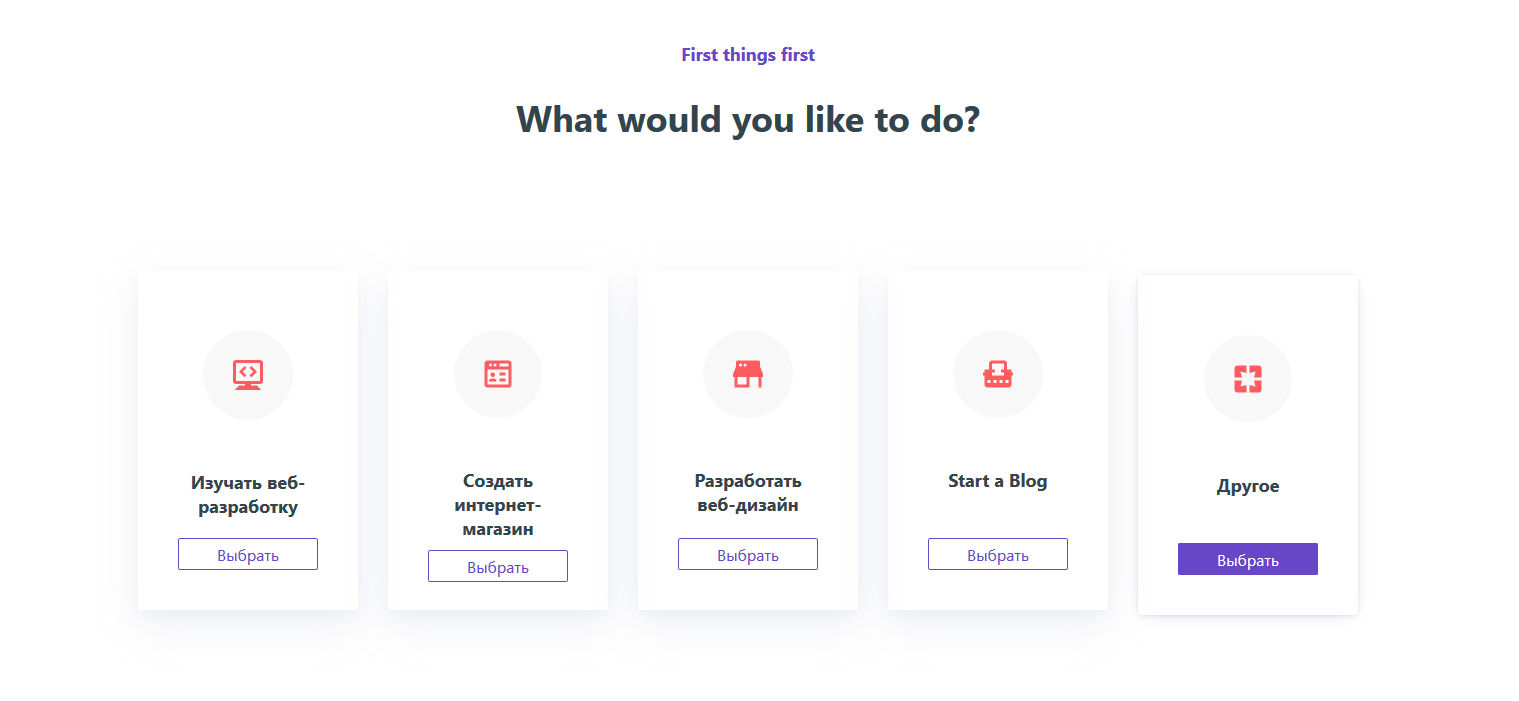 First things first
What would you like to do?
Изучать веб-
разработку
Выбрать
Создать
интернет-
магазин
Выбрать
Разработать
веб-дизайн
Выбрать
Start a Blog
Выбрать
Другое
Выбрать